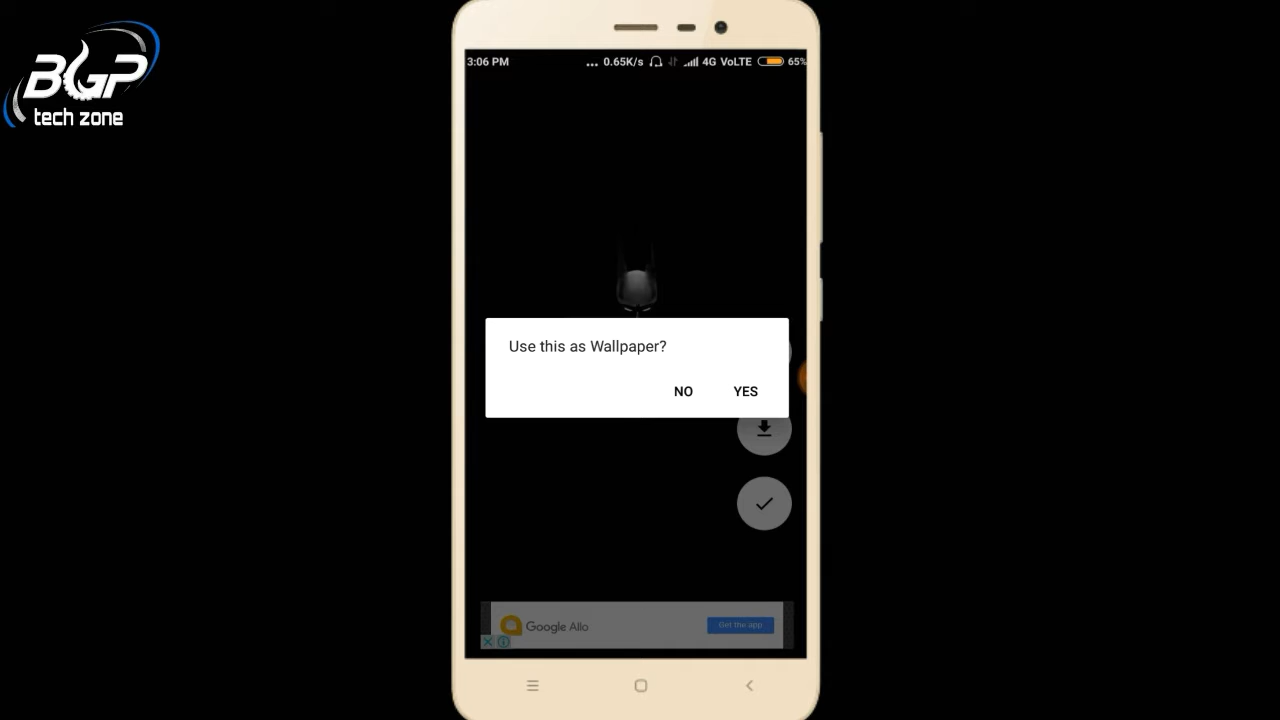 BGP
tech zone
3:06 PM ... 0.65K/s 4G VoLTE 65%
Use this as Wallpaper?
NO YES
Google Allo Get the app